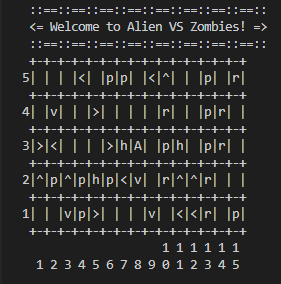 ::==::==::==::==::==::==::==::==::
<= Welcome to Alien VS Zombies! =>
::==::==::==::==::==::==::==::==::
+-+-+-+-+-+-+-+-+-+-+-+-+-+-+-+
5| | | |<| |p|p| |<|^| | |p| |r|
+-+-+-+-+-+-+-+-+-+-+-+-+-+-+-+
4| |v| | |>| | | | |r| | |p|r| |
+-+-+-+-+-+-+-+-+-+-+-+-+-+-+-+
3|>|<| | | |>|h|A| |p|h| |p|r| |
+-+-+-+-+-+-+-+-+-+-+-+-+-+-+-+
2|^|p|^|p|h|p|<|v| |r|^|^|r| | |
+-+-+-+-+-+-+-+-+-+-+-+-+-+-+-+
1| | |v|p|>| | | |v| |<|<|r| |p|
+-+-+-+-+-+-+-+-+-+-+-+-+-+-+-+
1 1 1 1 1 1
1 2 3 4 5 6 7 8 9 0 1 2 3 4 5